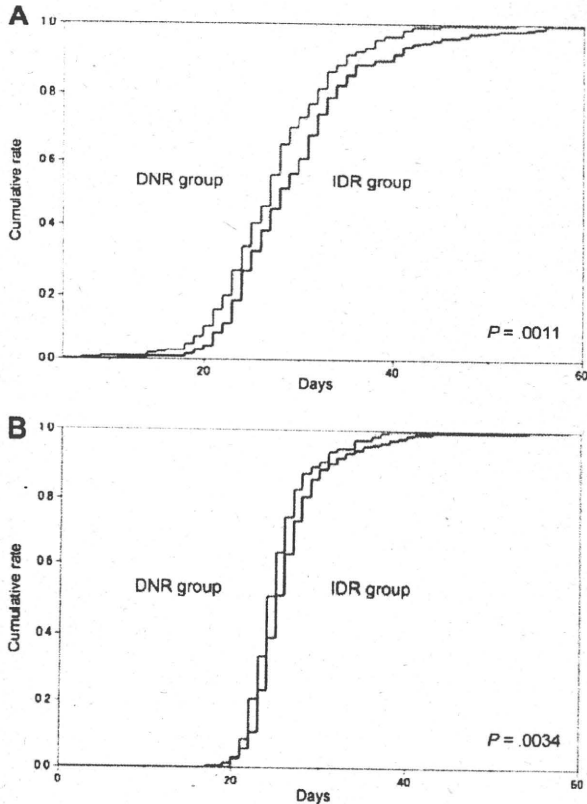 A
1.0
0.8
0.6
0.4
0.2
0.0
Cumulative rate
DNR group
IDR group
P = .0011
20
40
60
Days
B
1.0
0.8
0.6
0.4
0.2
0.0
Cumulative rate
DNR group
IDR group
P = .0034
0
20
40
60
Days